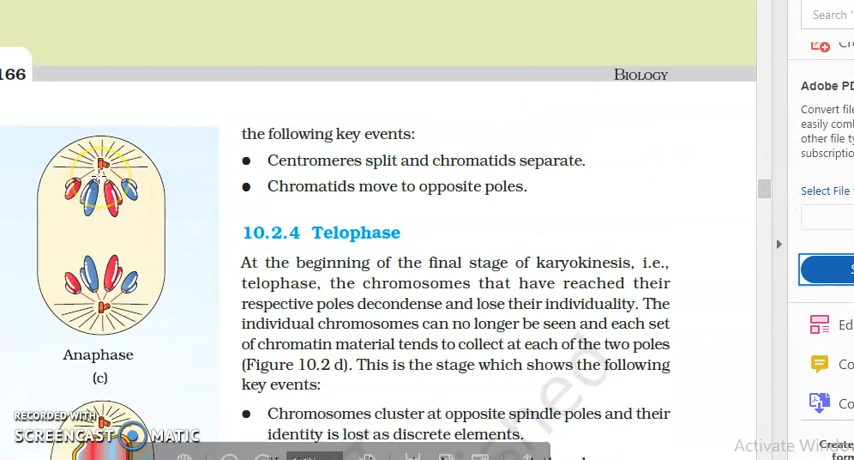 Search
166
BIOLOGY
Adobe PD
Convert file
easily comb
other file ty
subscriptio
Select File
the following key events:
• Centromeres split and chromatids separate.
• Chromatids move to opposite poles.
10.2.4 Telophase
At the beginning of the final stage of karyokinesis, i.e.,
telophase, the chromosomes that have reached their
respective poles decondense and lose their individuality. The
individual chromosomes can no longer be seen and each set
of chromatin material tends to collect at each of the two poles
(Figure 10.2 d). This is the stage which shows the following
key events:
• Chromosomes cluster at opposite spindle poles and their
identity is lost as discrete elements.
Anaphase
(c)
RECORDED WITH
SCREENCAST MATIC
Ed
Co
Co
Create
Activate Window